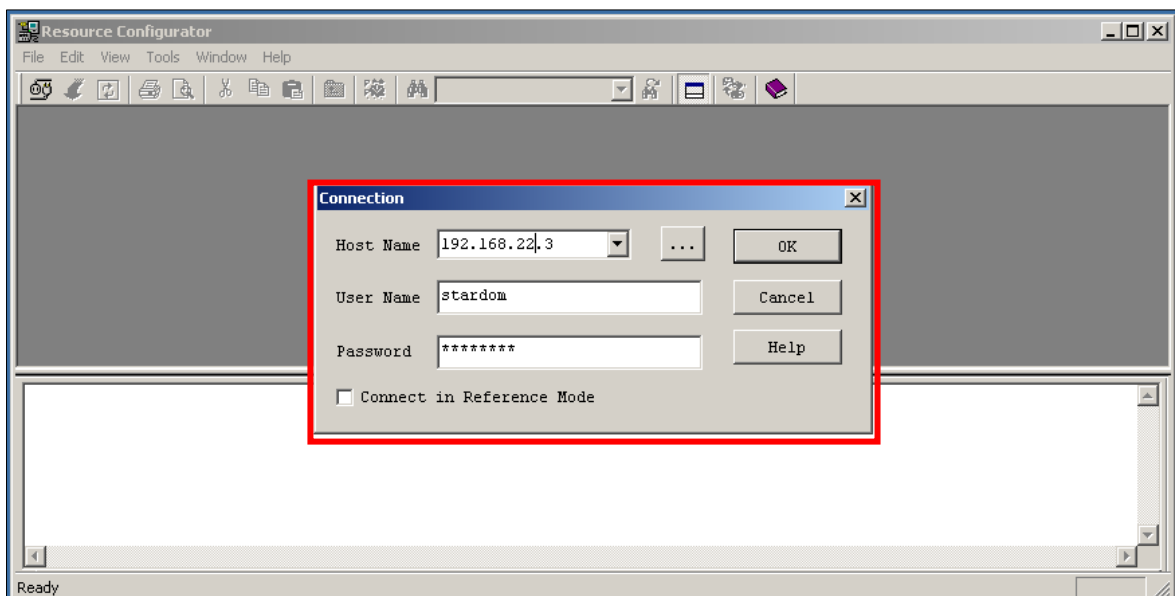 Resource Configurator
File Edit View Tools Window Help
Connection
Host Name 192.168.22.3 ... OK
User Name stardom Cancel
Password ******** Help
Connect in Reference Mode
Ready